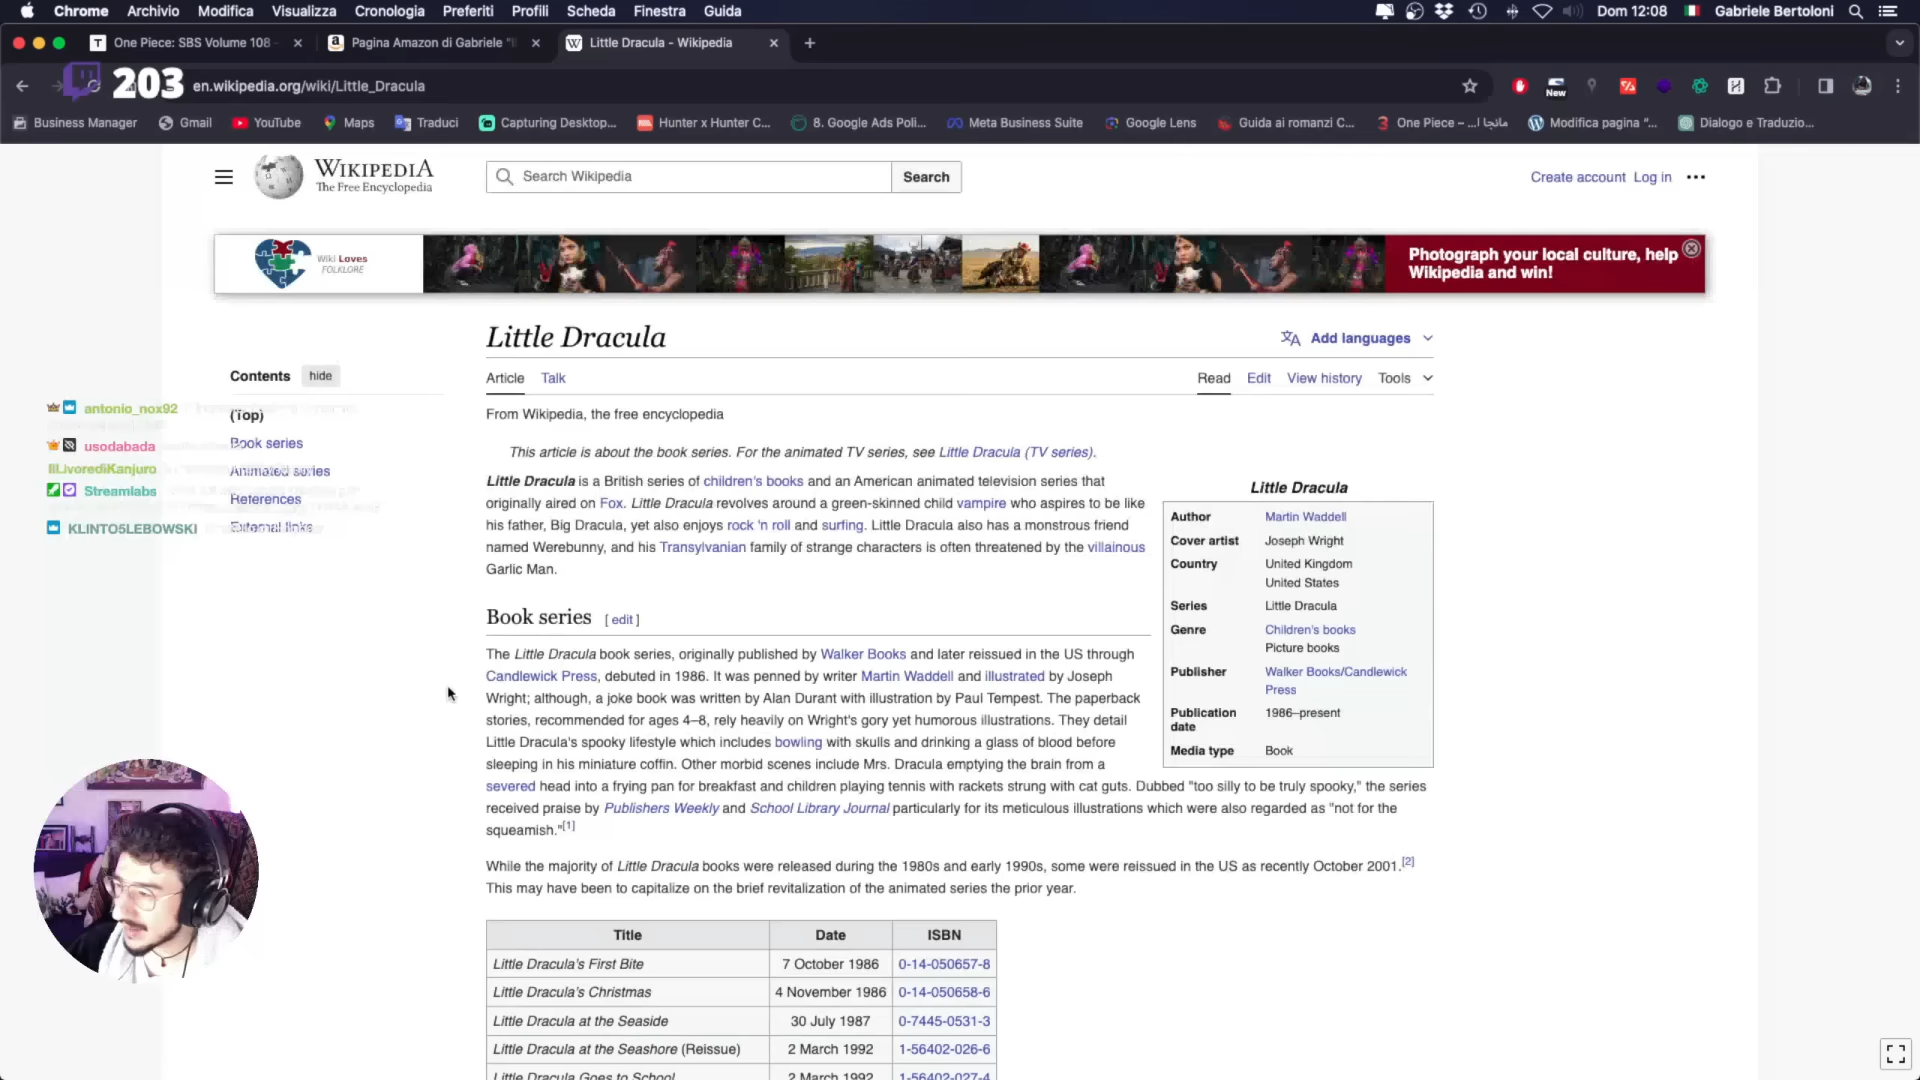 Chrome Archivio Modifica Visualizza Cronologia Preferiti Profili Scheda Finestra Guida Dom 12:08 Gabriele Bertoloni
One Piece: SBS Volume 108 Pagina Amazon di Gabriele Little Dracula - Wikipedia
203 en.wikipedia.org/wiki/Little_Dracula New
Business Manager Gmail YouTube Maps Traduci Capturing Desktop... Hunter x Hunter C... 8. Google Ads Poli... Meta Business Suite Google Lens Guida ai romanzi C... One Piece – ...مانجا ا Modifica pagina "... Dialogo e Traduzio...
WIKIPEDIA
The Free Encyclopedia
Search Wikipedia Search Create account Log in
Wiki Loves
FOLKLORE
Photograph your local culture, help
Wikipedia and win!
Little Dracula
Add languages
Contents hide
Article Talk Read Edit View history Tools
(Top)
Book series
Animated series
References
External links
antonio_nox92
usodabada
Streamlabs
KLINTO5LEBOWSKI
From Wikipedia, the free encyclopedia
This article is about the book series. For the animated TV series, see Little Dracula (TV series).
Little Dracula is a British series of children's books and an American animated television series that
originally aired on Fox. Little Dracula revolves around a green-skinned child vampire who aspires to be like
his father, Big Dracula, yet also enjoys rock 'n roll and surfing. Little Dracula also has a monstrous friend
named Werebunny, and his Transylvanian family of strange characters is often threatened by the villainous
Garlic Man.
Little Dracula
Author Martin Waddell
Cover artist Joseph Wright
Country United Kingdom
United States
Series Little Dracula
Genre Children's books
Picture books
Publisher Walker Books/Candlewick
Press
Publication 1986–present
date
Media type Book
Book series [ edit ]
The Little Dracula book series, originally published by Walker Books and later reissued in the US through
Candlewick Press, debuted in 1986. It was penned by writer Martin Waddell and illustrated by Joseph
Wright; although, a joke book was written by Alan Durant with illustration by Paul Tempest. The paperback
stories, recommended for ages 4–8, rely heavily on Wright's gory yet humorous illustrations. They detail
Little Dracula's spooky lifestyle which includes bowling with skulls and drinking a glass of blood before
sleeping in his miniature coffin. Other morbid scenes include Mrs. Dracula emptying the brain from a
severed head into a frying pan for breakfast and children playing tennis with rackets strung with cat guts. Dubbed "too silly to be truly spooky," the series
received praise by Publishers Weekly and School Library Journal particularly for its meticulous illustrations which were also regarded as "not for the
squeamish."[1]
While the majority of Little Dracula books were released during the 1980s and early 1990s, some were reissued in the US as recently October 2001.[2]
This may have been to capitalize on the brief revitalization of the animated series the prior year.
Title Date ISBN
Little Dracula's First Bite 7 October 1986 0-14-050657-8
Little Dracula's Christmas 4 November 1986 0-14-050658-6
Little Dracula at the Seaside 30 July 1987 0-7445-0531-3
Little Dracula at the Seashore (Reissue) 2 March 1992 1-56402-026-6
Little Dracula Goes to School 2 March 1992 1-56402-027-4